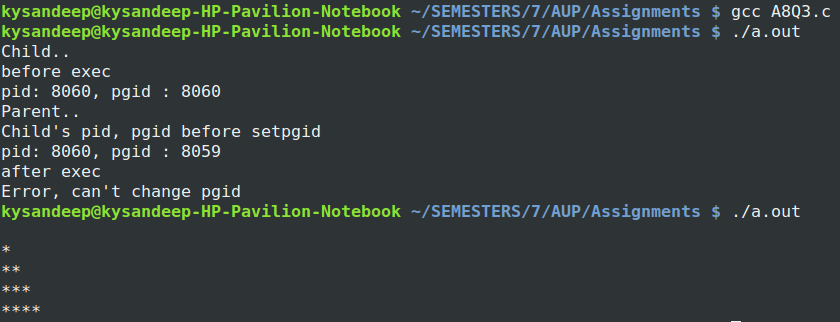 kysandeep@kysandeep-HP-Pavilion-Notebook ~/SEMESTERS/7/AUP/Assignments $ gcc A8Q3.c
kysandeep@kysandeep-HP-Pavilion-Notebook ~/SEMESTERS/7/AUP/Assignments $ ./a.out
Child..
before exec
pid: 8060, pgid : 8060
Parent..
Child's pid, pgid before setpgid
pid: 8060, pgid : 8059
after exec
Error, can't change pgid
kysandeep@kysandeep-HP-Pavilion-Notebook ~/SEMESTERS/7/AUP/Assignments $ ./a.out
*
**
***
****